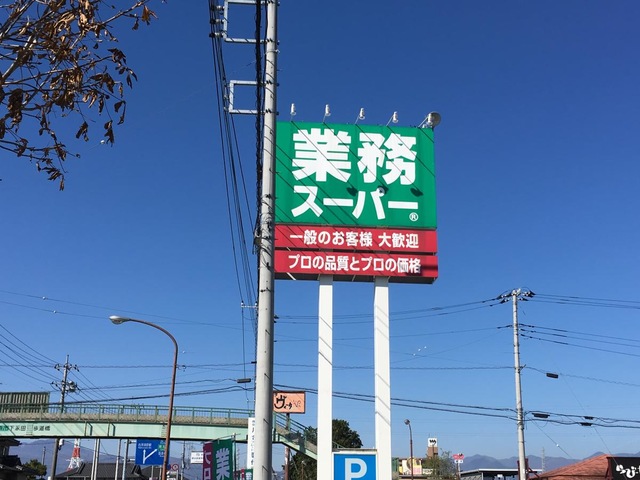 業務
スーパー®
一般のお客様 大歓迎
プロの品質とプロの価格
P
業